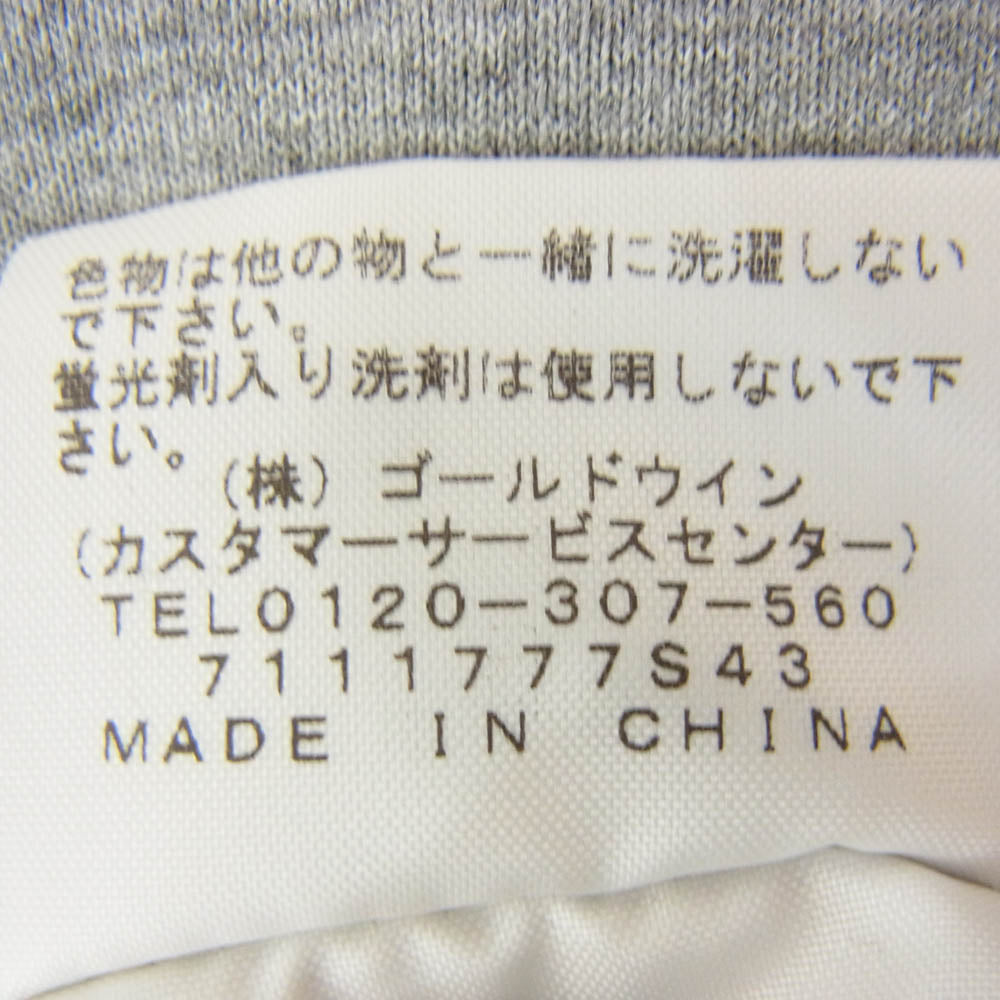 色物は他の物と一緒に洗濯しない
で下さい。
蛍光剤入り洗剤は使用しないで下
さい。
(株) ゴールドウイン
(カスタマーサービスセンター)
TEL0120-307-560
7111777S43
MADE IN CHINA